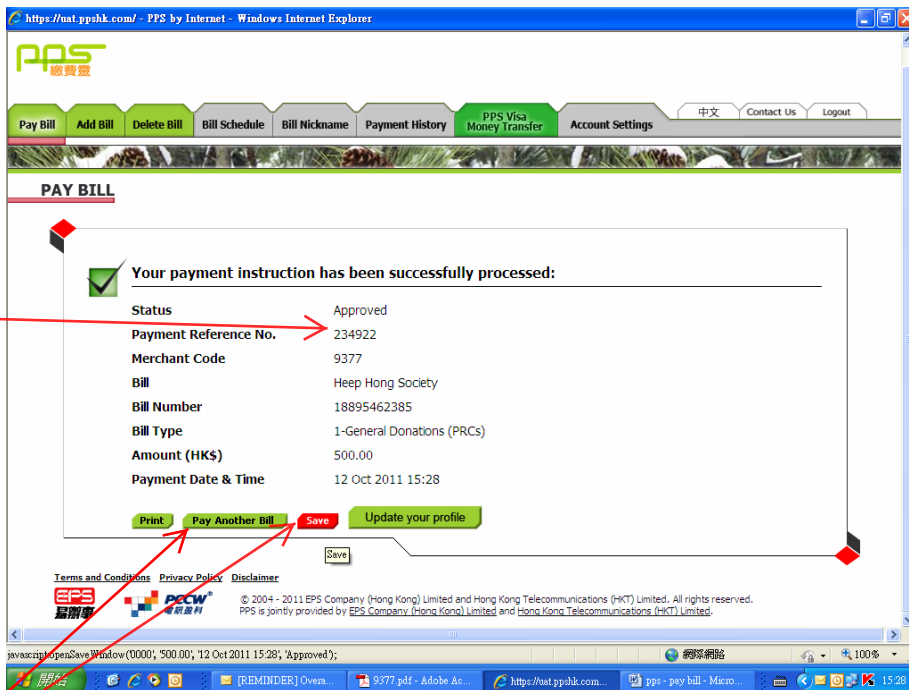 https://uat.ppshk.com/ - PPS by Internet - Windows Internet Explorer
pps
繳費靈
Pay Bill Add Bill Delete Bill Bill Schedule Bill Nickname Payment History PPS Visa Money Transfer Account Settings 中文 Contact Us Logout
PAY BILL
Your payment instruction has been successfully processed:
Status Approved
Payment Reference No. 234922
Merchant Code 9377
Bill Heep Hong Society
Bill Number 18895462385
Bill Type 1-General Donations (PRCs)
Amount (HK$) 500.00
Payment Date & Time 12 Oct 2011 15:28
Print Pay Another Bill Save Update your profile
Save
Terms and Conditions Privacy Policy Disclaimer
EPS 易辦事 PCCW 電訊盈科
© 2004 - 2011 EPS Company (Hong Kong) Limited and Hong Kong Telecommunications (HKT) Limited. All rights reserved.
PPS is jointly provided by EPS Company (Hong Kong) Limited and Hong Kong Telecommunications (HKT) Limited.
javascript:openSaveWindow('0000', '500.00', '12 Oct 2011 15:28', 'Approved'); 網際網路 100%
開始 [REMINDER] Overa... 9377.pdf - Adobe Ac... https://uat.ppshk.com... pps - pay bill - Micro... 15:28